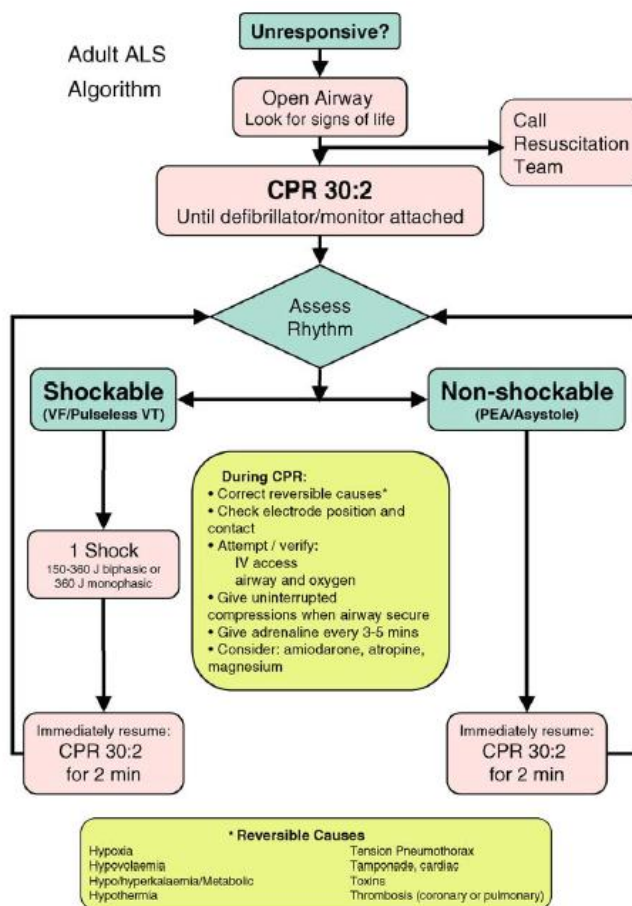 Adult ALS
Algorithm
Unresponsive?
Open Airway
Look for signs of life
Call
Resuscitation
Team
CPR 30:2
Until defibrillator/monitor attached
Assess
Rhythm
Shockable
(VF/Pulseless VT)
Non-shockable
(PEA/Asystole)
1 Shock
150-360 J biphasic or
360 J monophasic
During CPR:
• Correct reversible causes*
• Check electrode position and
contact
• Attempt / verify:
IV access
airway and oxygen
• Give uninterrupted
compressions when airway secure
• Give adrenaline every 3-5 mins
• Consider: amiodarone, atropine,
magnesium
Immediately resume:
CPR 30:2
for 2 min
Immediately resume:
CPR 30:2
for 2 min
* Reversible Causes
Hypoxia
Hypovolaemia
Hypo/hyperkalaemia/Metabolic
Hypothermia
Tension Pneumothorax
Tamponade, cardiac
Toxins
Thrombosis (coronary or pulmonary)